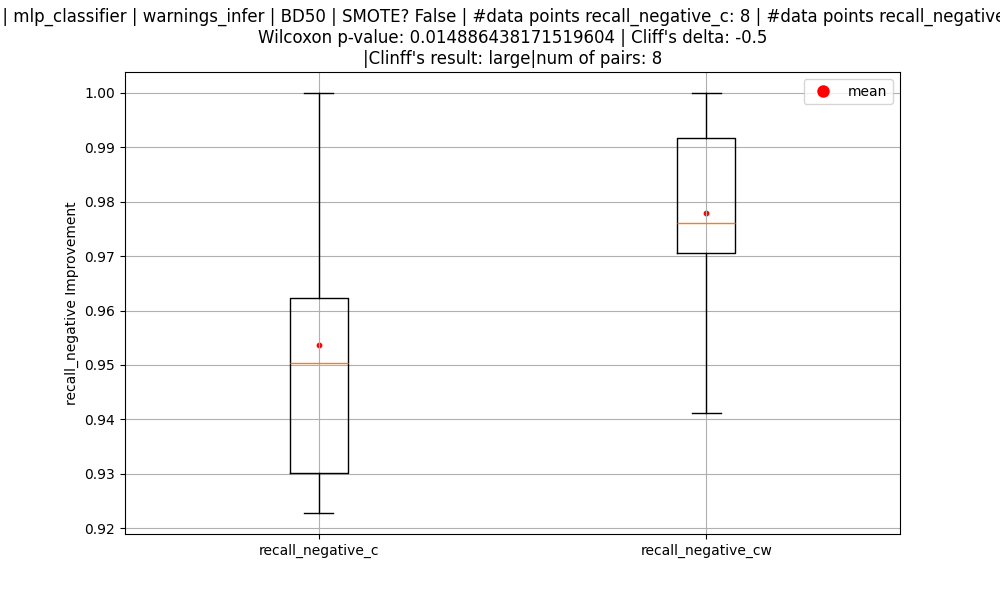 | mlp_classifier | warnings_infer | BD50 | SMOTE? False | #data points recall_negative_c: 8 | #data points recall_negative
Wilcoxon p-value: 0.014886438171519604 | Cliff's delta: -0.5
|Clinff's result: large|num of pairs: 8
mean
1.00
0.99
0.98
0.97
0.96
0.95
0.94
0.93
0.92
recall_negative Improvement
recall_negative_c
recall_negative_cw